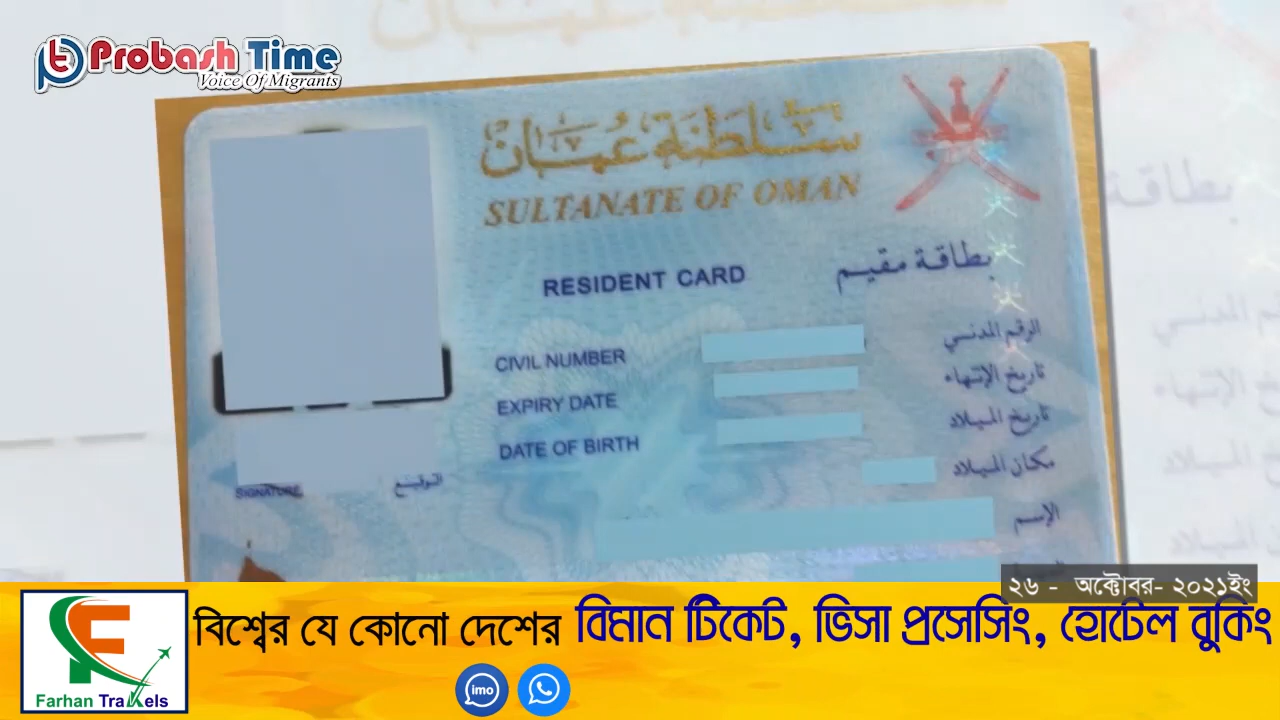 Probash Time
Voice Of Migrants
سلطنة عمان
SULTANATE OF OMAN
RESIDENT CARD
بطاقة مقيم
بطاقة
CIVIL NUMBER
الرقم المدني
EXPIRY DATE
تاريخ الإنتهاء
DATE OF BIRTH
تاريخ الميلاد
مكان الميلاد
SIGNATURE
التوقيع
الإسم
২৬ - অক্টোবর- ২০২১ইং
Farhan Travels
বিশ্বের যে কোনো দেশের বিমান টিকেট, ভিসা প্রসেসিং, হোটেল বুকিং
imo